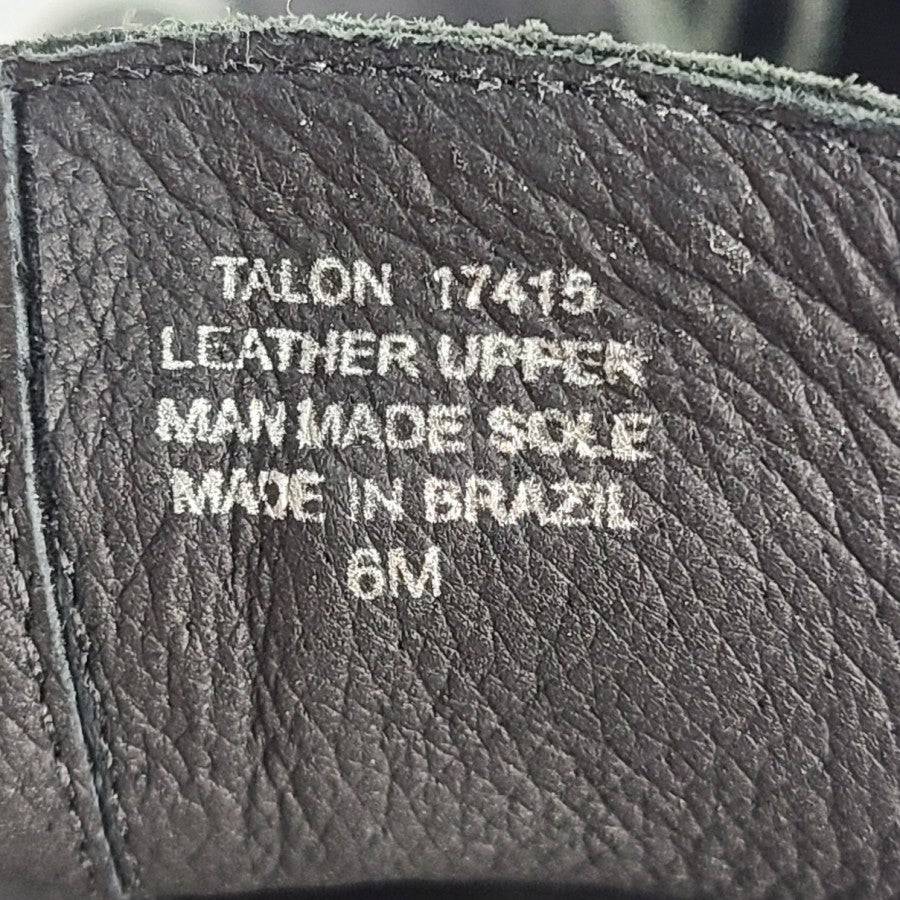 TALON 17415
LEATHER UPPER
MAN MADE SOLE
MADE IN BRAZIL
6M